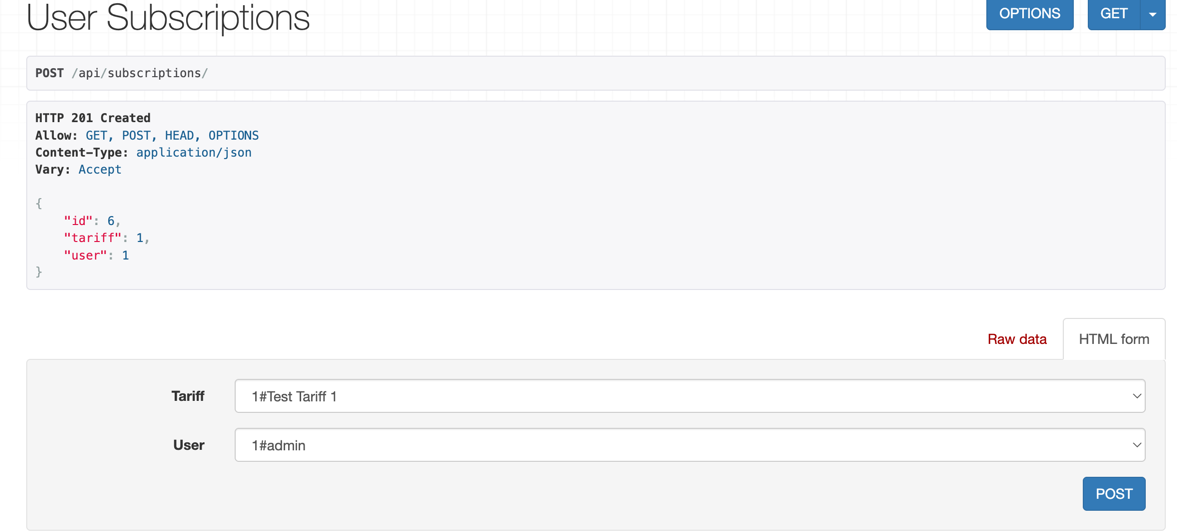 User Subscriptions
OPTIONS
GET
POST /api/subscriptions/
HTTP 201 Created
Allow: GET, POST, HEAD, OPTIONS
Content-Type: application/json
Vary: Accept
{
    "id": 6,
    "tariff": 1,
    "user": 1
}
Raw data
HTML form
Tariff
1#Test Tariff 1
User
1#admin
POST